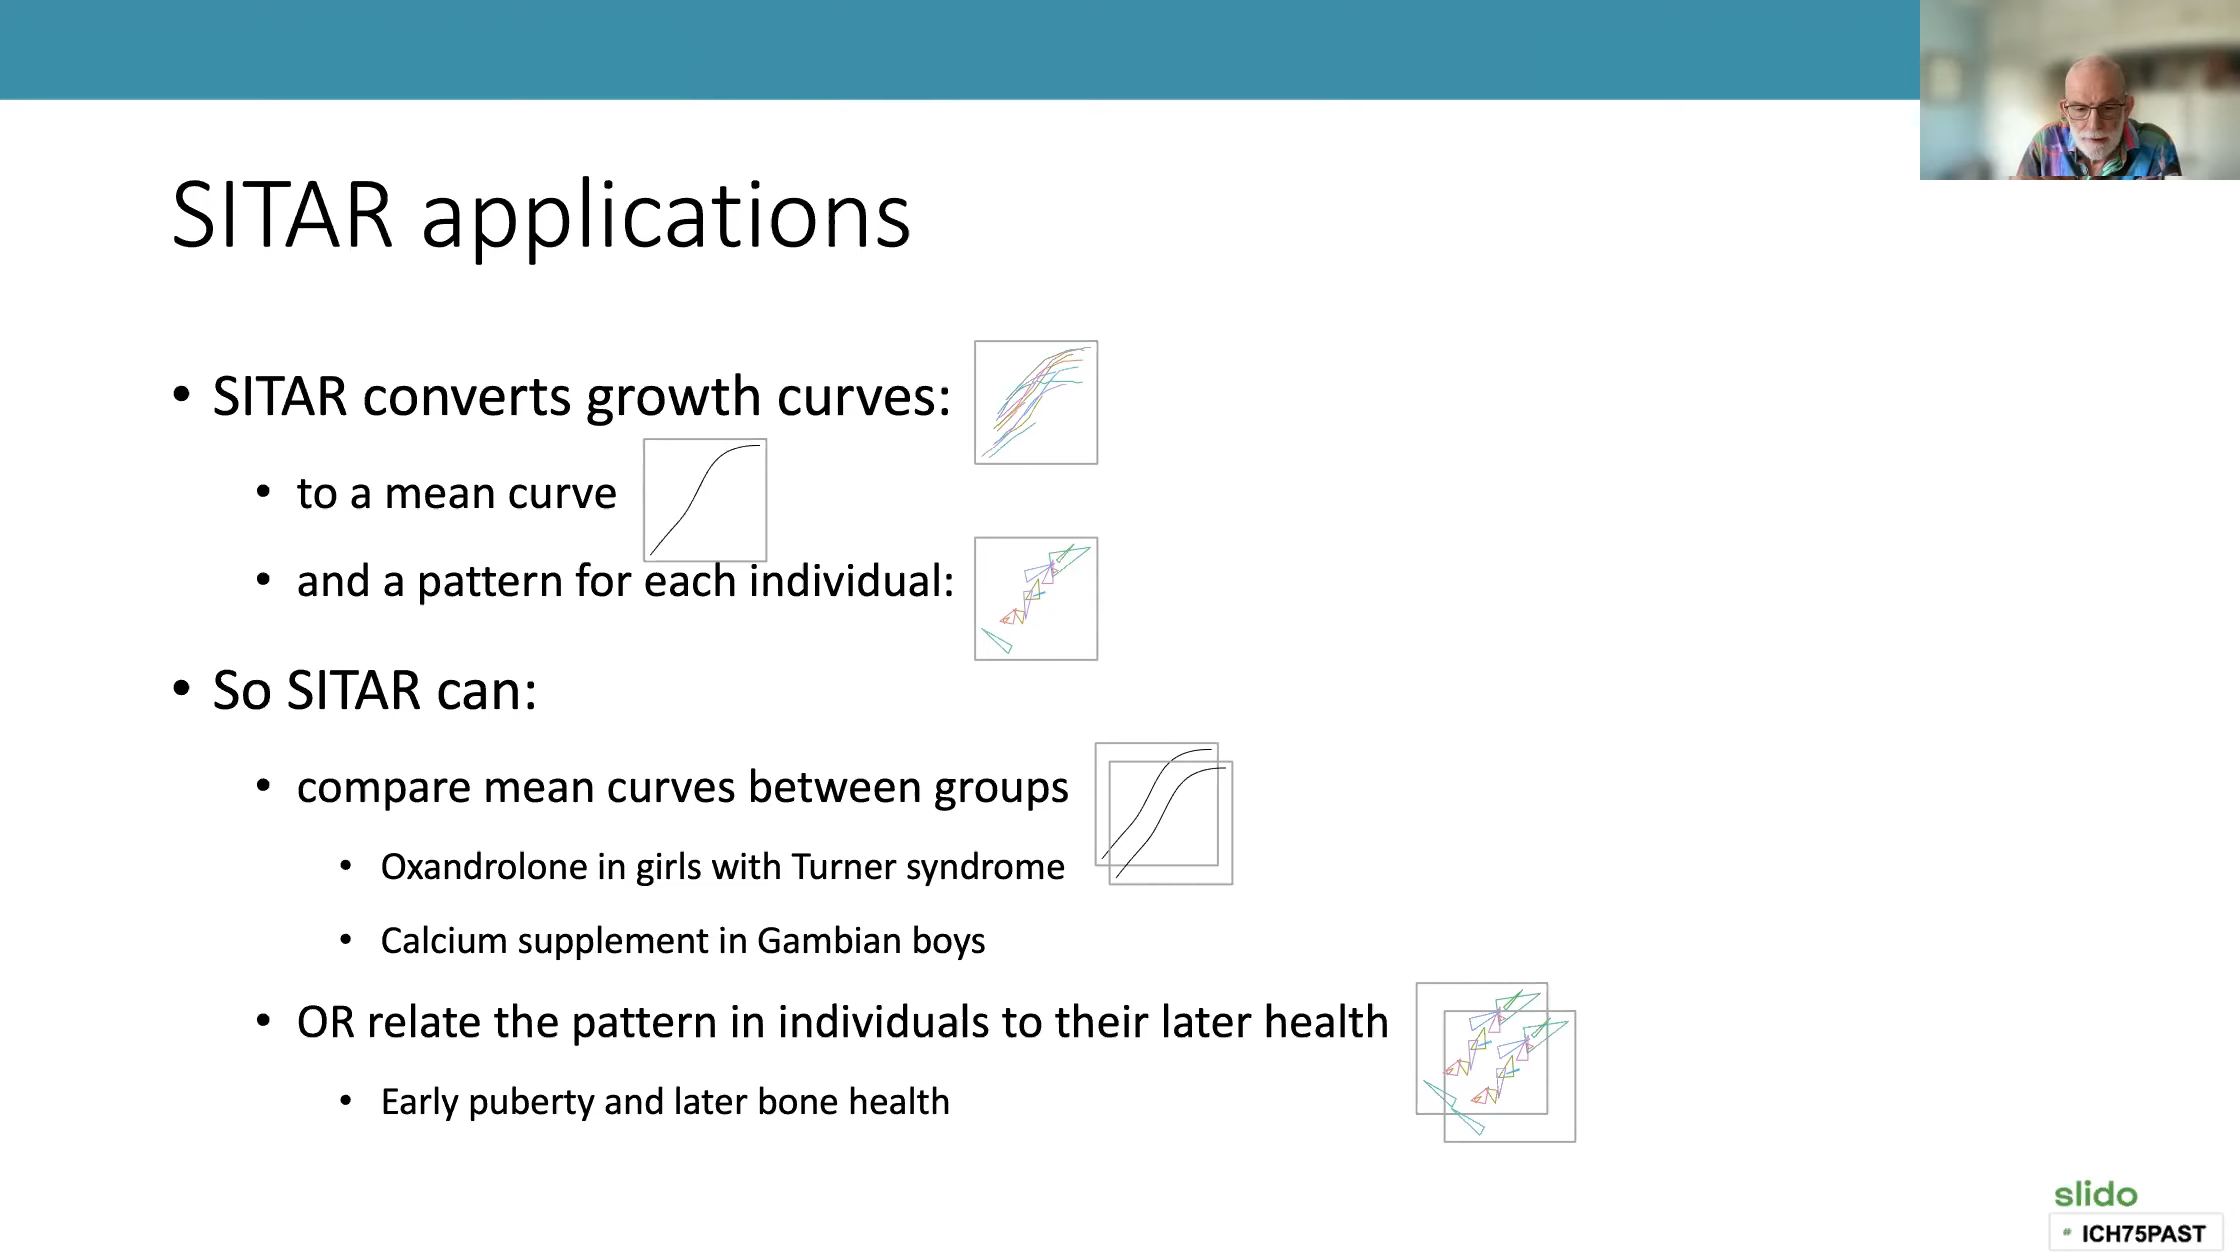 SITAR applications
• SITAR converts growth curves:
• to a mean curve
• and a pattern for each individual:
• So SITAR can:
• compare mean curves between groups
• Oxandrolone in girls with Turner syndrome
• Calcium supplement in Gambian boys
• OR relate the pattern in individuals to their later health
• Early puberty and later bone health
slido
# ICH75PAST